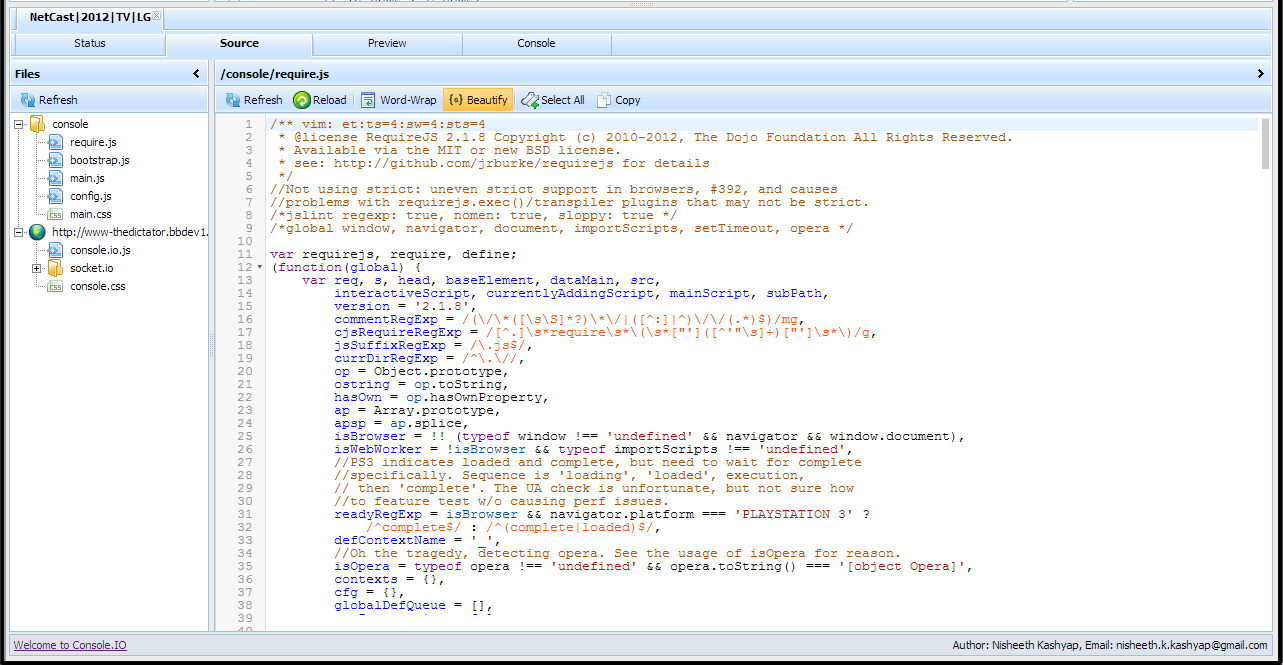 NetCast|2012|TV|LG
Status Source Preview Console
Files
/console/require.js
Refresh
Refresh Reload Word-Wrap {a} Beautify Select All Copy
console
require.js
bootstrap.js
main.js
config.js
main.css
http://www-thedictator.bbdev1.
console.io.js
socket.io
console.css
1 /** vim: et:ts=4:sw=4:sts=4
2  * @license RequireJS 2.1.8 Copyright (c) 2010-2012, The Dojo Foundation All Rights Reserved.
3  * Available via the MIT or new BSD license.
4  * see: http://github.com/jrburke/requirejs for details
5  */
6 //Not using strict: uneven strict support in browsers, #392, and causes
7 //problems with requirejs.exec()/transpiler plugins that may not be strict.
8 /*jslint regexp: true, nomen: true, sloppy: true */
9 /*global window, navigator, document, importScripts, setTimeout, opera */
10
11 var requirejs, require, define;
12 (function(global) {
13     var req, s, head, baseElement, dataMain, src,
14         interactiveScript, currentlyAddingScript, mainScript, subPath,
15         version = '2.1.8',
16         commentRegExp = /(\/\*([\s\S]*?)\*\/|([^:]|^)\/\/(.*)$)/mg,
17         cjsRequireRegExp = /[^.]\s*require\s*\(\s*["']([^'"\s]+)["']\s*\)/g,
18         jsSuffixRegExp = /\.js$/,
19         currDirRegExp = /^\.\//,
20         op = Object.prototype,
21         ostring = op.toString,
22         hasOwn = op.hasOwnProperty,
23         ap = Array.prototype,
24         apsp = ap.splice,
25         isBrowser = !! (typeof window !== 'undefined' && navigator && window.document),
26         isWebWorker = !isBrowser && typeof importScripts !== 'undefined',
27         //PS3 indicates loaded and complete, but need to wait for complete
28         //specifically. Sequence is 'loading', 'loaded', execution,
29         // then 'complete'. The UA check is unfortunate, but not sure how
30         //to feature test w/o causing perf issues.
31         readyRegExp = isBrowser && navigator.platform === 'PLAYSTATION 3' ?
32             /^complete$/ : /^(complete|loaded)$/,
33         defContextName = '_',
34         //Oh the tragedy, detecting opera. See the usage of isOpera for reason.
35         isOpera = typeof opera !== 'undefined' && opera.toString() === '[object Opera]',
36         contexts = {},
37         cfg = {},
38         globalDefQueue = [],
39
40
Welcome to Console.IO
Author: Nisheeth Kashyap, Email: nisheeth.k.kashyap@gmail.com